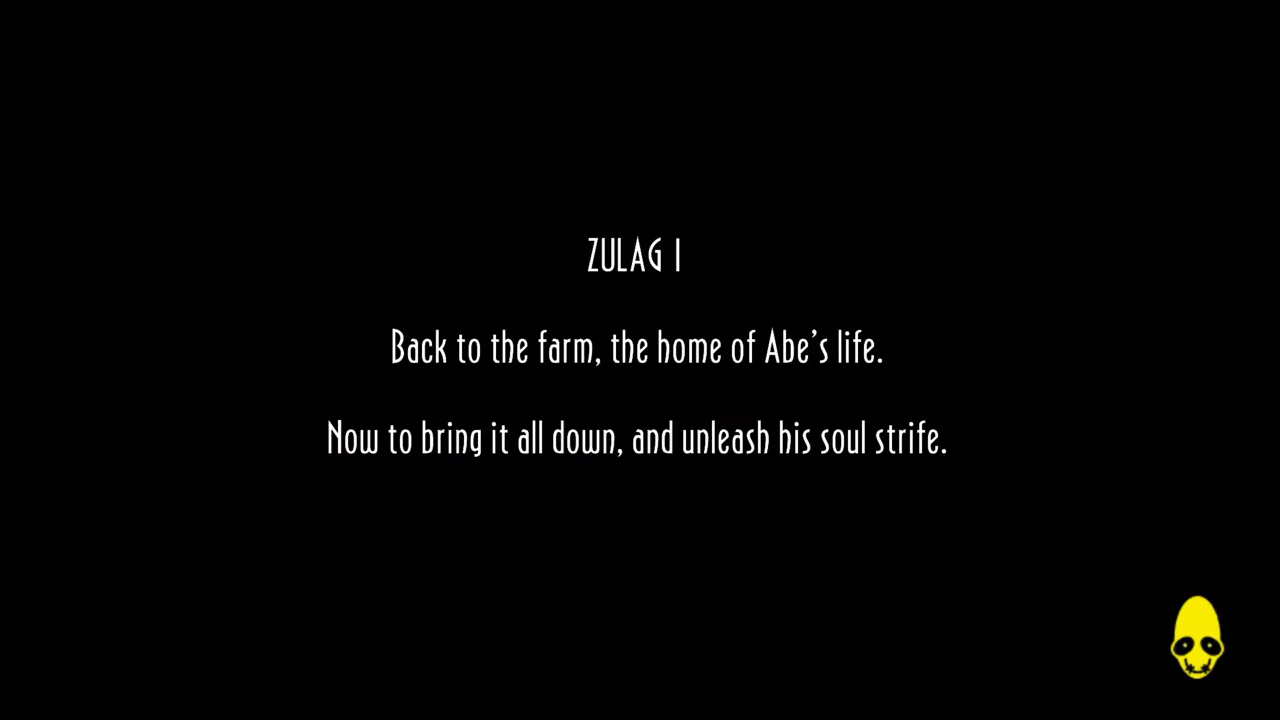 ZULAG 1
Back to the farm, the home of Abe’s life.
Now to bring it all down, and unleash his soul strife.